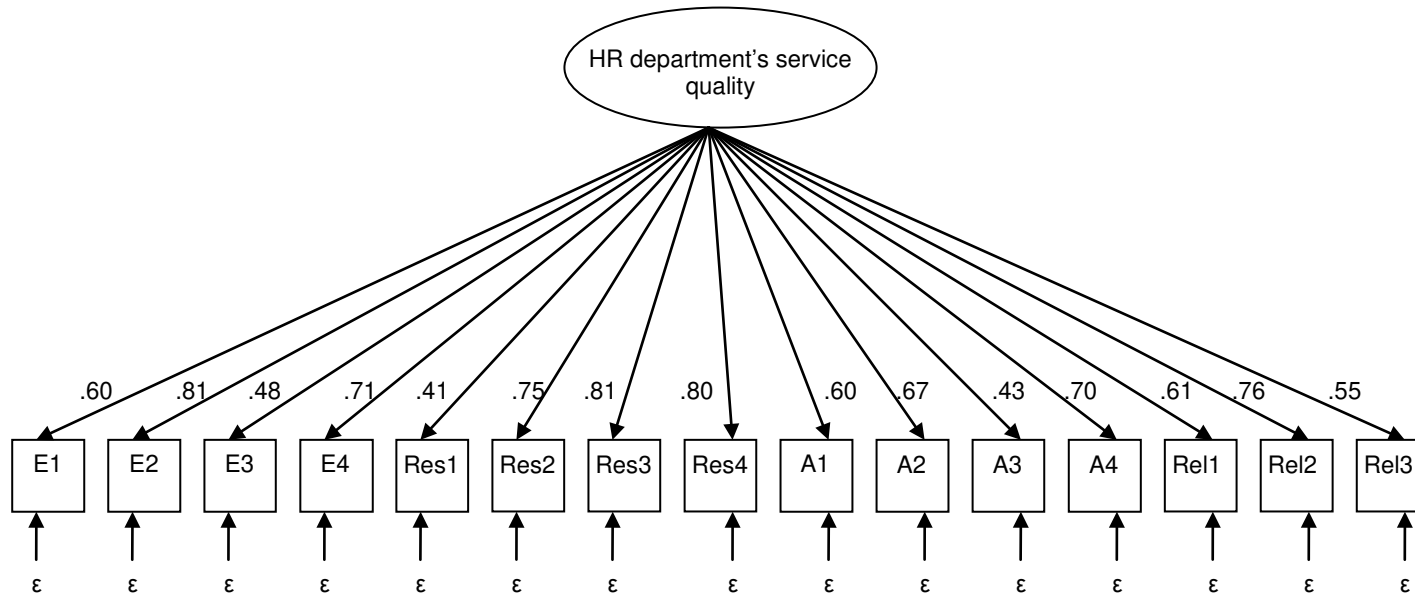 HR department's service
quality
.60 .81 .48 .71 .41 .75 .81 .80 .60 .67 .43 .70 .61 .76 .55
E1 E2 E3 E4 Res1 Res2 Res3 Res4 A1 A2 A3 A4 Rel1 Rel2 Rel3
ε ε ε ε ε ε ε ε ε ε ε ε ε ε ε